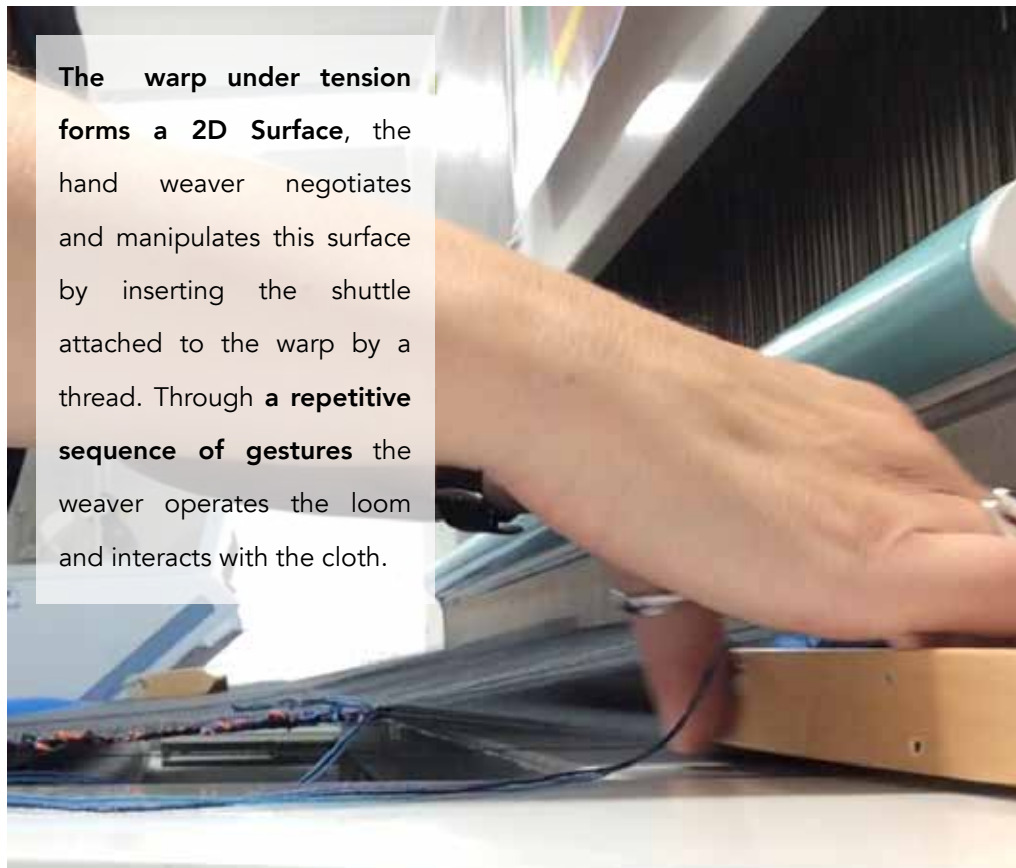 The warp under tension
forms a 2D Surface, the
hand weaver negotiates
and manipulates this surface
by inserting the shuttle
attached to the warp by a
thread. Through a repetitive
sequence of gestures the
weaver operates the loom
and interacts with the cloth.